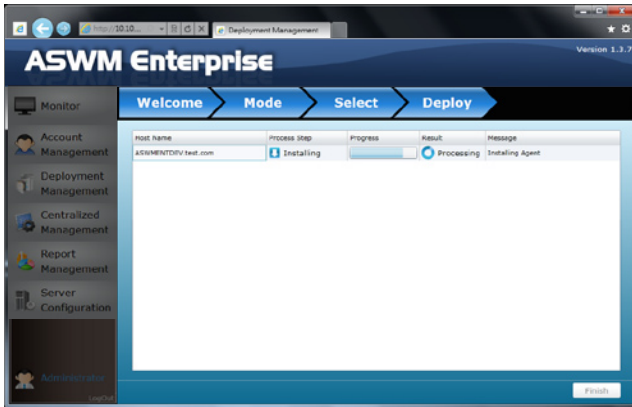 http://10.10...
Deployment Management
ASWM Enterprise
Version 1.3.7
Monitor
Account
Management
Deployment
Management
Centralized
Management
Report
Management
Server
Configuration
Administrator
LogOut
Welcome
Mode
Select
Deploy
Host Name
Process Step
Progress
Result
Message
ASWMENTDEV.test.com
Installing
Processing
Installing Agent
Finish